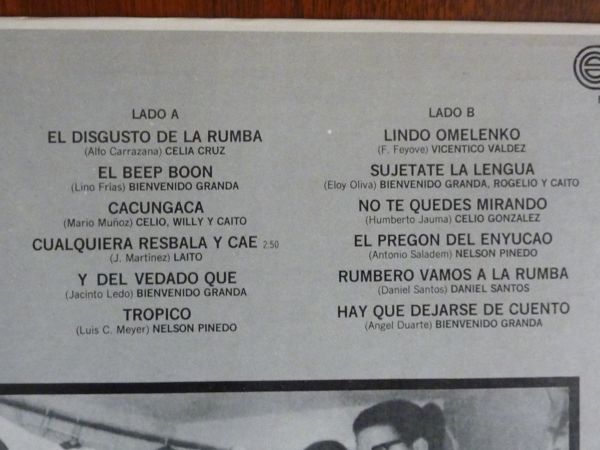 LADO A
EL DISGUSTO DE LA RUMBA
(Alfo Carrazana) CELIA CRUZ
EL BEEP BOON
(Lino Frías) BIENVENIDO GRANDA
CACUNGACA
(Mario Muñoz) CELIO, WILLY Y CAITO
CUALQUIERA RESBALA Y CAE 2:50
(J. Martinez) LAITO
Y DEL VEDADO QUE
(Jacinto Ledo) BIENVENIDO GRANDA
TROPICO
(Luis C. Meyer) NELSON PINEDO
LADO B
LINDO OMELENKO
(F. Feyove) VICENTICO VALDEZ
SUJETATE LA LENGUA
(Eloy Oliva) BIENVENIDO GRANDA, ROGELIO Y CAITO
NO TE QUEDES MIRANDO
(Humberto Jauma) CELIO GONZALEZ
EL PREGON DEL ENYUCAO
(Antonio Saladem) NELSON PINEDO
RUMBERO VAMOS A LA RUMBA
(Daniel Santos) DANIEL SANTOS
HAY QUE DEJARSE DE CUENTO
(Angel Duarte) BIENVENIDO GRANDA